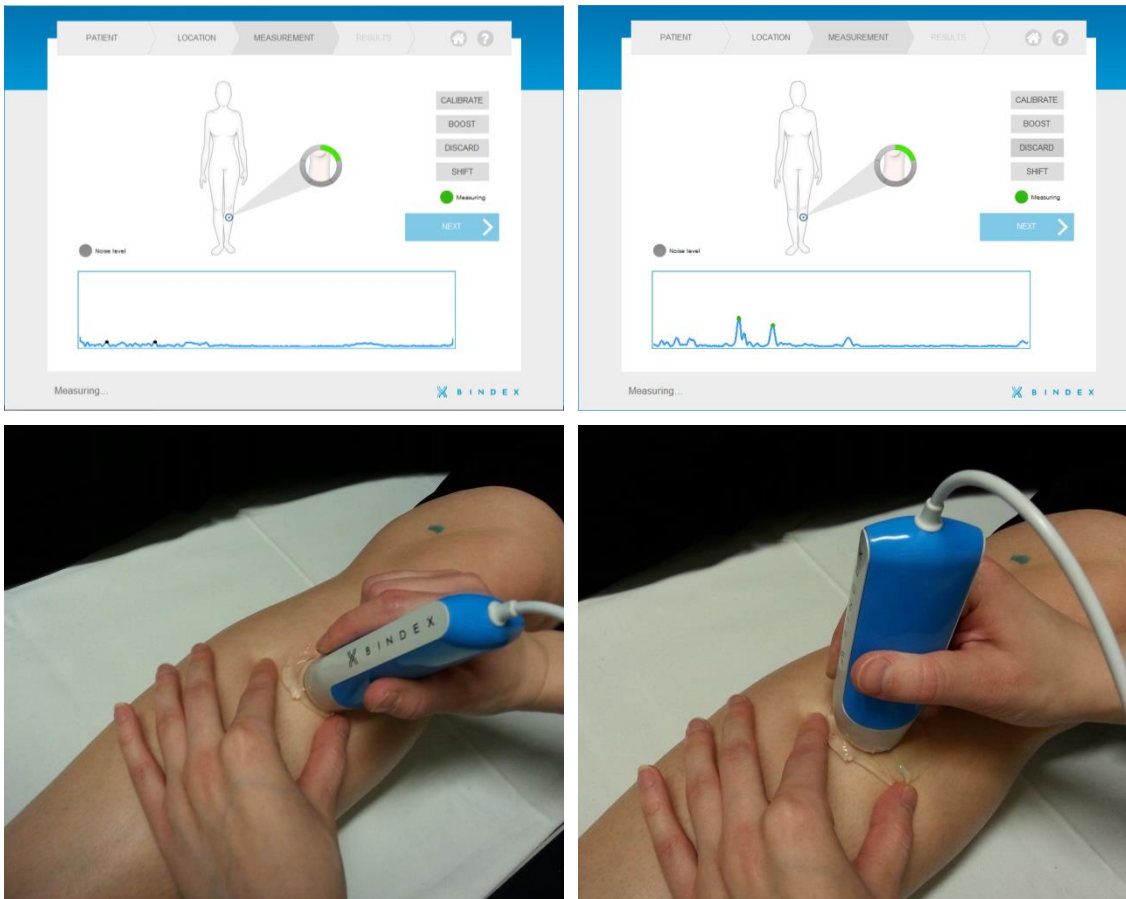 PATIENT LOCATION MEASUREMENT RESULTS ?
CALIBRATE
BOOST
DISCARD
SHIFT
Measuring
NEXT
Noise level
Measuring...
BINDEX
PATIENT LOCATION MEASUREMENT RESULTS ?
CALIBRATE
BOOST
DISCARD
SHIFT
Measuring
NEXT
Noise level
Measuring...
BINDEX
BINDEX